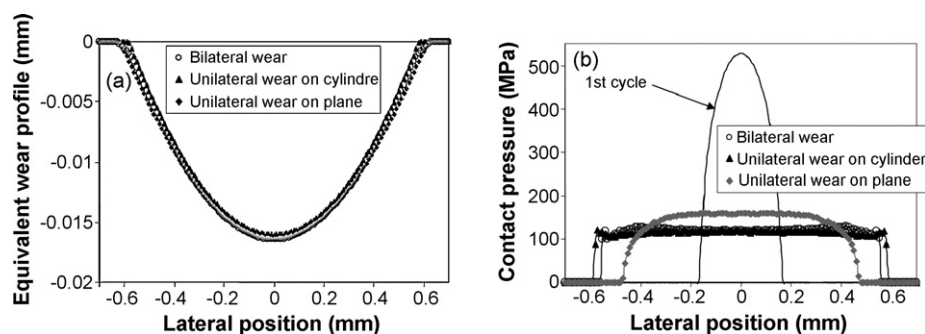 Equivalent wear profile (mm)
0
-0.005
-0.01
-0.015
-0.02
(a)
Bilateral wear
Unilateral wear on cylindre
Unilateral wear on plane
-0.6 -0.4 -0.2 0 0.2 0.4 0.6
Lateral position (mm)
Contact pressure (MPa)
500
400
300
200
100
0
(b)
1st cycle
Bilateral wear
Unilateral wear on cylinder
Unilateral wear on plane
-0.6 -0.4 -0.2 0 0.2 0.4 0.6
Lateral position (mm)